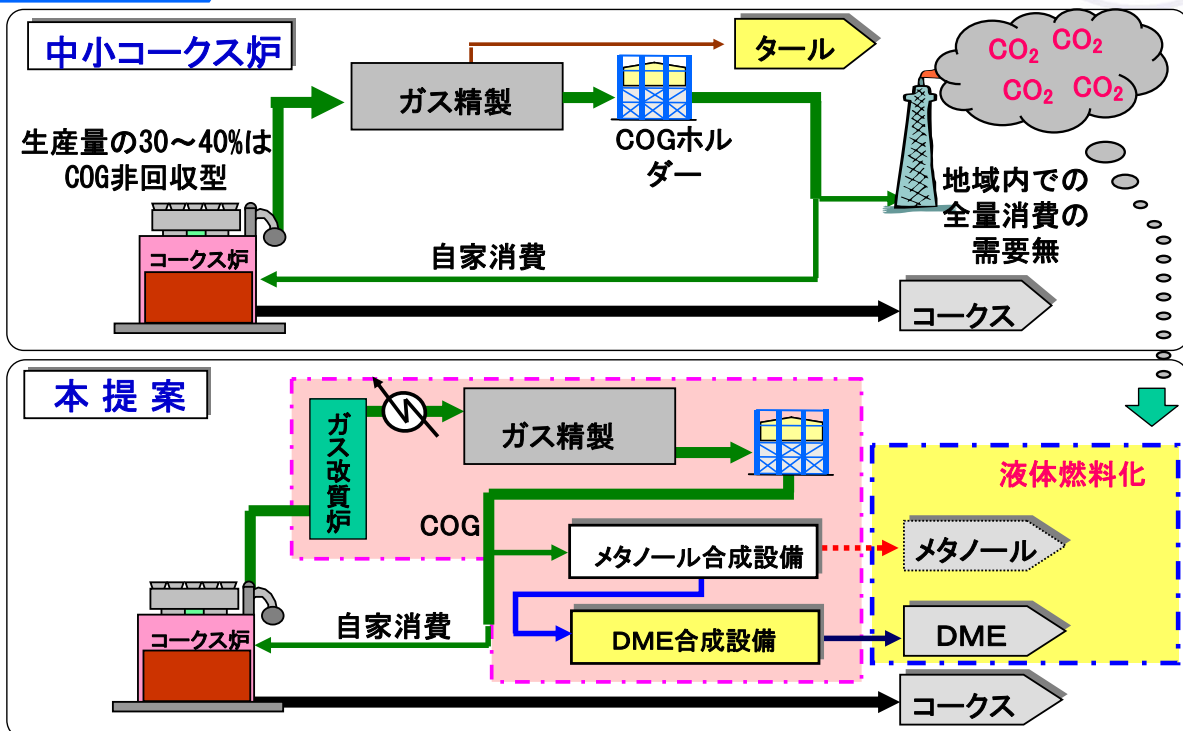 中小コークス炉
タール
CO₂ CO₂
CO₂ CO₂
ガス精製
生産量の30～40%は
COG非回収型
COGホル
ダー
地域内での
全量消費の
需要無
コークス炉
自家消費
コークス
本 提 案
ガス改質炉
ガス精製
液体燃料化
COG
メタノール合成設備
メタノール
コークス炉
自家消費
DME合成設備
DME
コークス